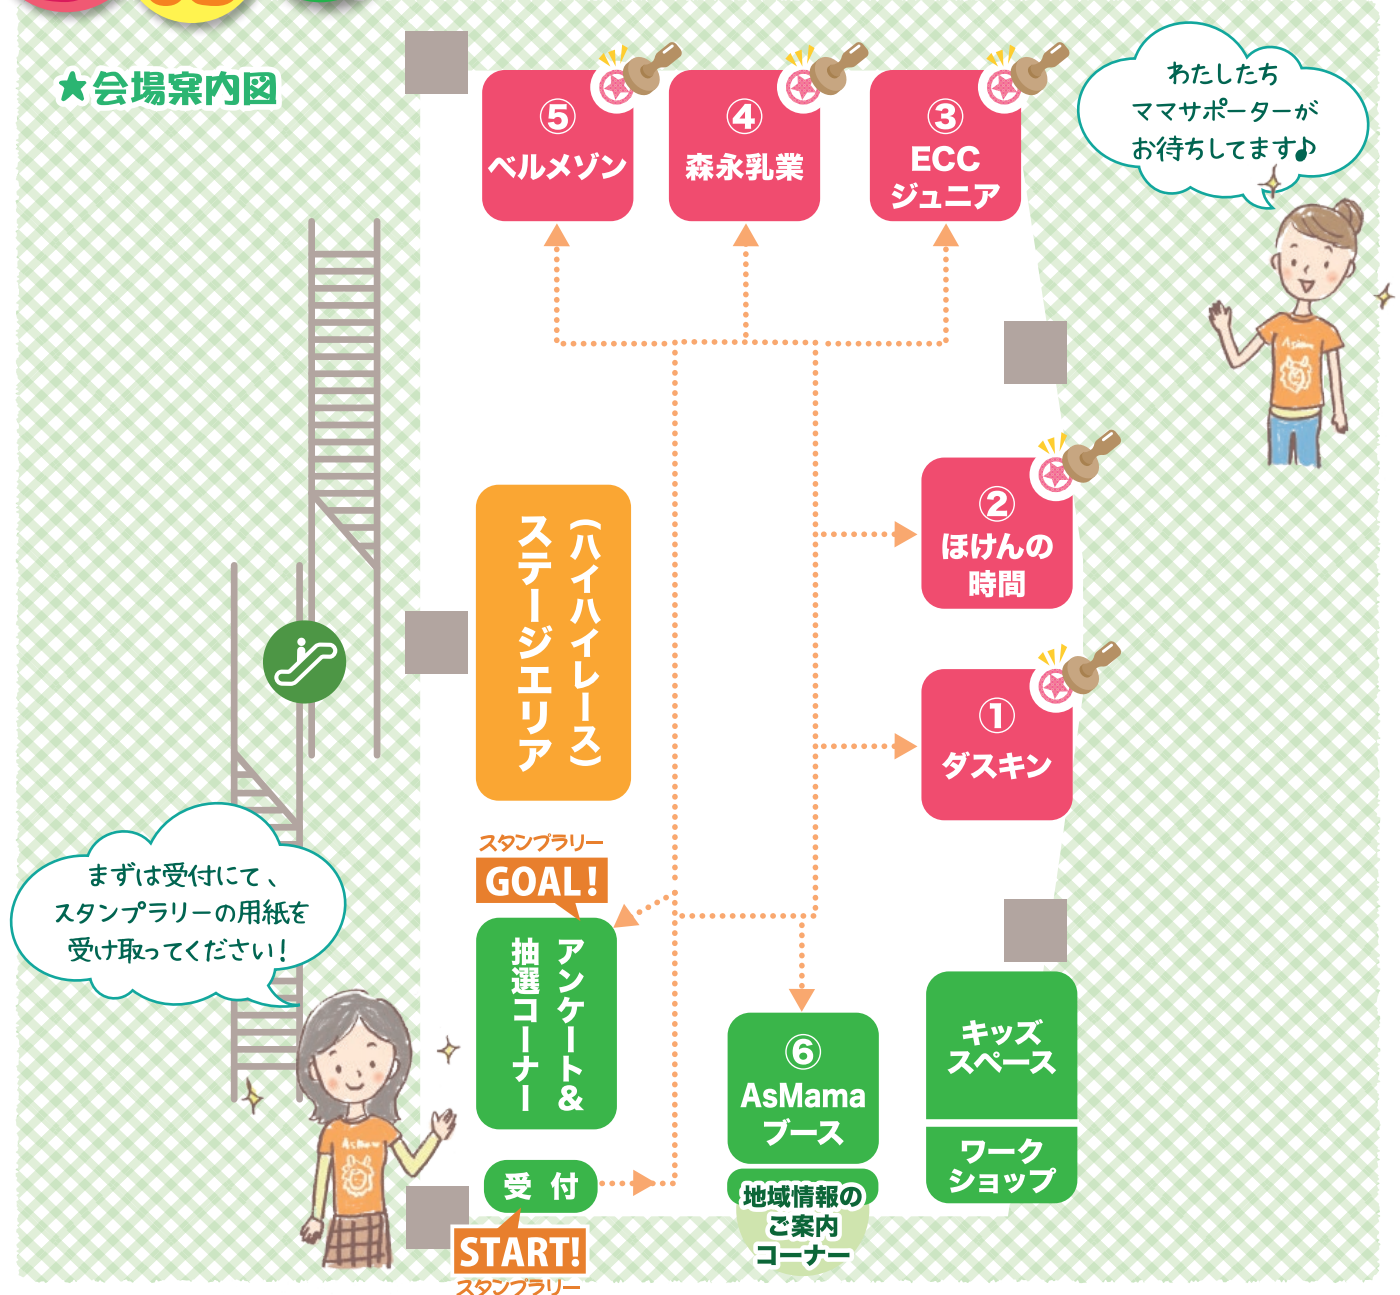 ★会場案内図
⑤
ベルメゾン
④
森永乳業
③
ECC
ジュニア
わたしたち
ママサポーターが
お待ちしてます♪
Asmama
②
ほけんの
時間
(ハイハイレース)
ステージエリア
①
ダスキン
スタンプラリー
GOAL!
まずは受付にて、
スタンプラリーの用紙を
受け取ってください!
アンケート&
抽選コーナー
⑥
AsMama
ブース
キッズ
スペース
ワーク
ショップ
Asmama
受付
地域情報の
ご案内
コーナー
START!
スタンプラリー